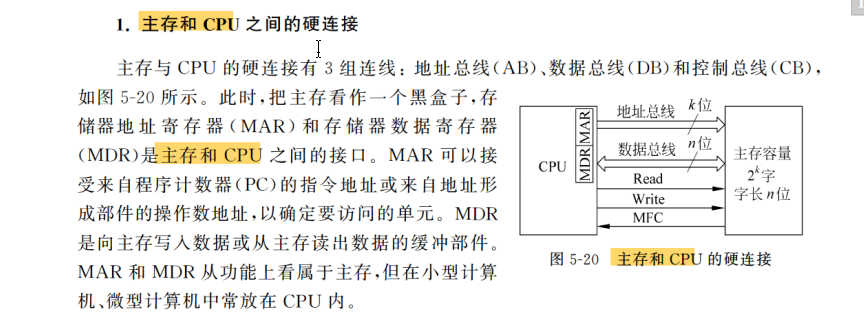 1. 主存和 CPU 之间的硬连接
主存与 CPU 的硬连接有 3 组连线：地址总线(AB)、数据总线(DB)和控制总线(CB)，
如图 5-20 所示。此时，把主存看作一个黑盒子，存
储器地址寄存器(MAR)和存储器数据寄存器
(MDR)是主存和 CPU 之间的接口。MAR 可以接
受来自程序计数器(PC)的指令地址或来自地址形
成部件的操作数地址，以确定要访问的单元。MDR
是向主存写入数据或从主存读出数据的缓冲部件。
MAR 和 MDR 从功能上看属于主存，但在小型计算
机、微型计算机中常放在 CPU 内。
CPU
MAR
MDR
地址总线
k位
数据总线
n位
Read
Write
MFC
主存容量
2^k字
字长 n位
图 5-20 主存和 CPU 的硬连接